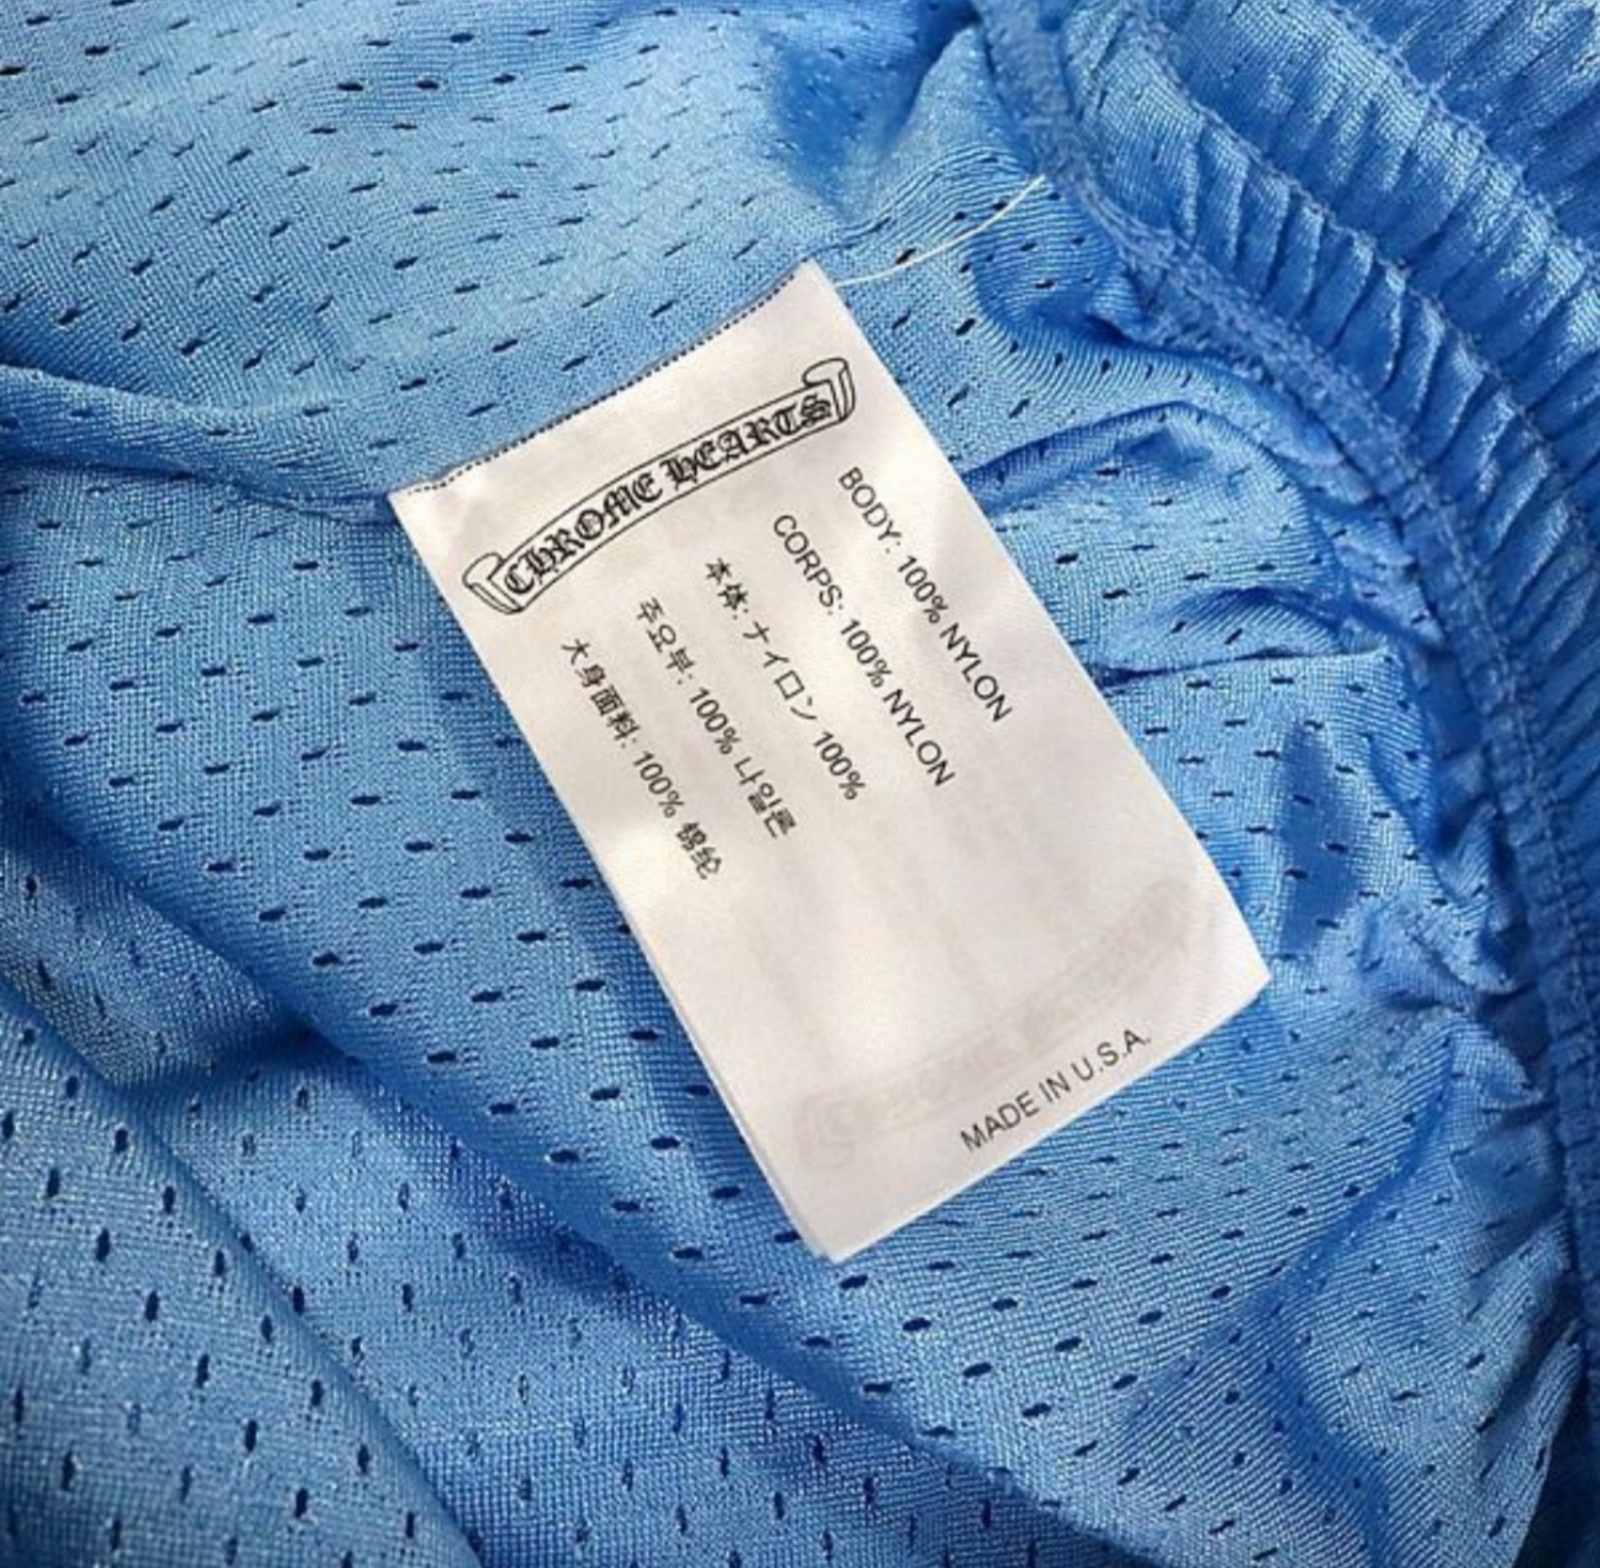 CHROME HEARTS
BODY: 100% NYLON
CORPS: 100% NYLON
本体: ナイロン 100%
주요부: 100% 나일론
大身面料: 100% 锦纶
MADE IN U.S.A.